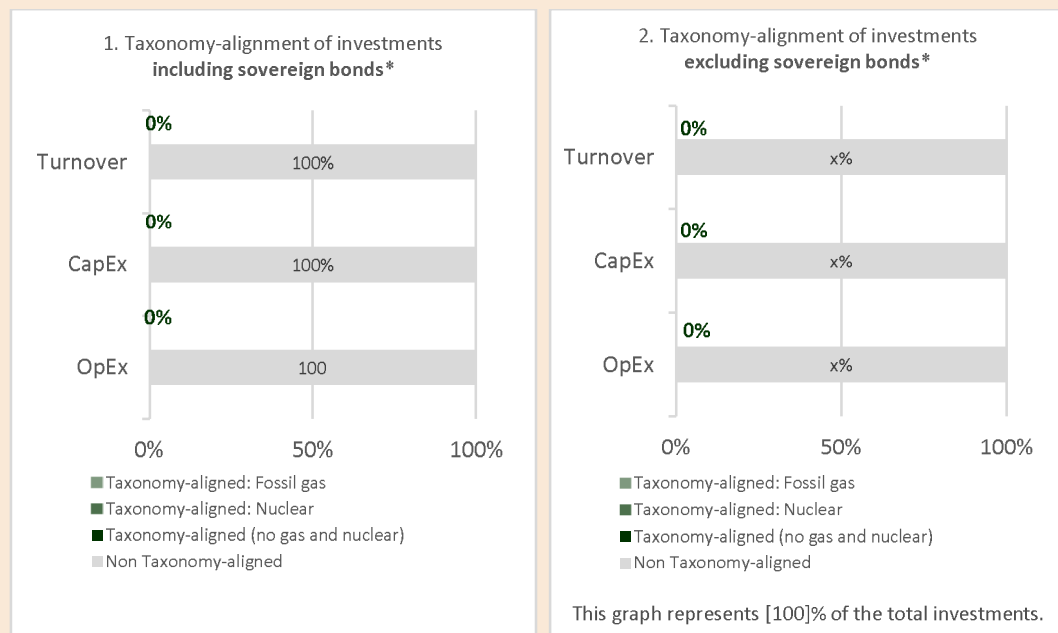 1. Taxonomy-alignment of investments
including sovereign bonds*
0%
Turnover
100%
0%
CapEx
100%
0%
OpEx
100
0%
50%
100%
Taxonomy-aligned: Fossil gas
Taxonomy-aligned: Nuclear
Taxonomy-aligned (no gas and nuclear)
Non Taxonomy-aligned
2. Taxonomy-alignment of investments
excluding sovereign bonds*
0%
Turnover
x%
0%
CapEx
x%
0%
OpEx
x%
0%
50%
100%
Taxonomy-aligned: Fossil gas
Taxonomy-aligned: Nuclear
Taxonomy-aligned (no gas and nuclear)
Non Taxonomy-aligned
This graph represents [100]% of the total investments.